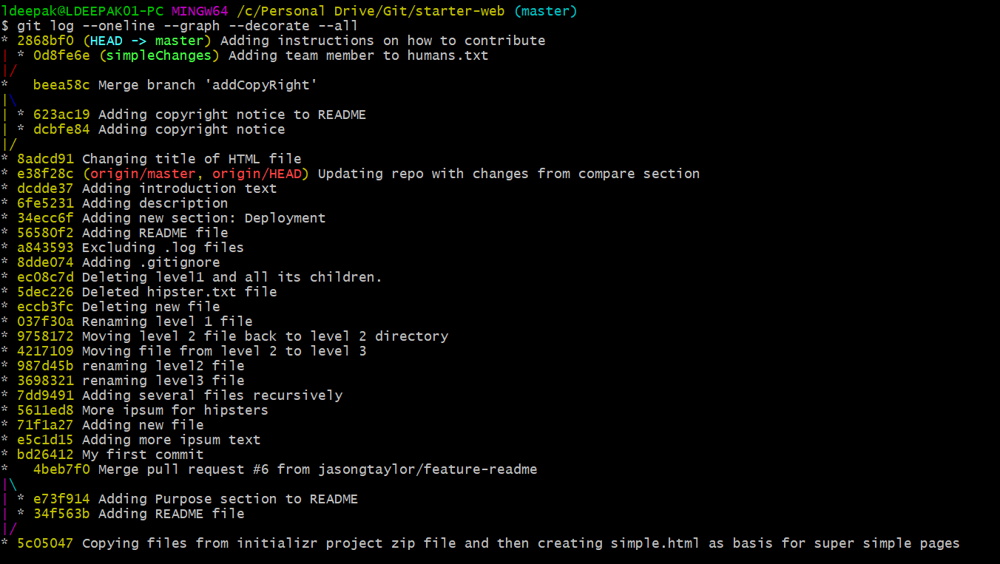 ldeepak@LDEEPAK01-PC MINGW64 /c/Personal Drive/Git/starter-web (master)
$ git log --oneline --graph --decorate --all
* 2868bf0 (HEAD -> master) Adding instructions on how to contribute
| * 0d8fe6e (simpleChanges) Adding team member to humans.txt
|/
*   beea58c Merge branch 'addCopyRight'
|\
| * 623ac19 Adding copyright notice to README
| * dcbfe84 Adding copyright notice
|/
* 8adcd91 Changing title of HTML file
* e38f28c (origin/master, origin/HEAD) Updating repo with changes from compare section
* dcdde37 Adding introduction text
* 6fe5231 Adding description
* 34ecc6f Adding new section: Deployment
* 56580f2 Adding README file
* a843593 Excluding .log files
* 8dde074 Adding .gitignore
* ec08c7d Deleting level1 and all its children.
* 5dec226 Deleted hipster.txt file
* eccb3fc Deleting new file
* 037f30a Renaming level 1 file
* 9758172 Moving level 2 file back to level 2 directory
* 4217109 Moving file from level 2 to level 3
* 987d45b renaming level2 file
* 3698321 renaming level3 file
* 7dd9491 Adding several files recursively
* 5611ed8 More ipsum for hipsters
* 71f1a27 Adding new file
* e5c1d15 Adding more ipsum text
* bd26412 My first commit
*   4beb7f0 Merge pull request #6 from jasongtaylor/feature-readme
|\
| * e73f914 Adding Purpose section to README
| * 34f563b Adding README file
|/
* 5c05047 Copying files from initializr project zip file and then creating simple.html as basis for super simple pages